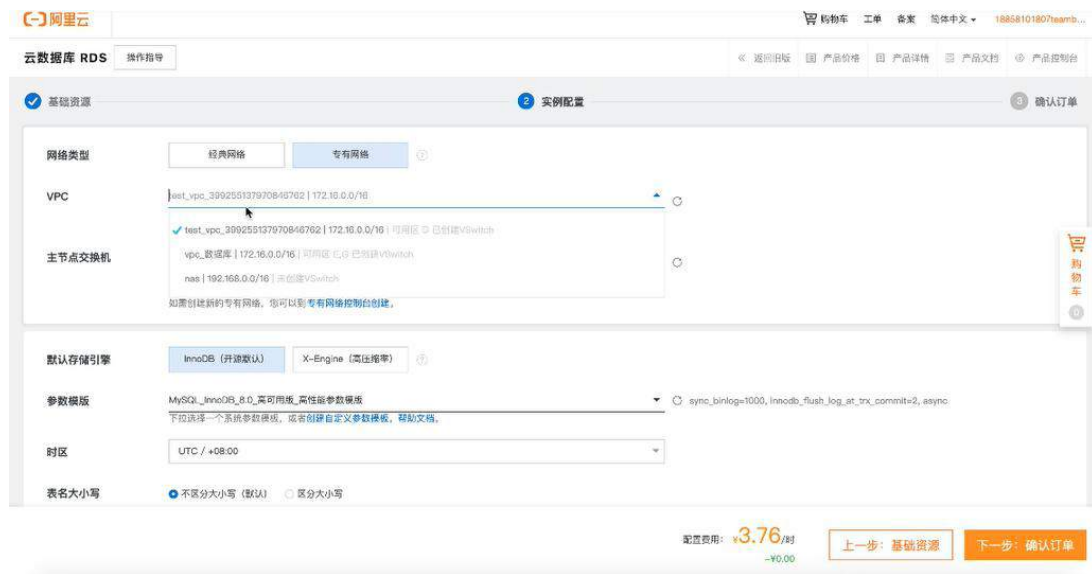 阿里云 购物车 工单 备案 简体中文 18858101807teamb...
云数据库 RDS 操作指导 返回旧版 产品价格 产品详情 产品文档 产品控制台
基础资源 2 实例配置 3 确认订单
网络类型 经典网络 专有网络 ?
VPC test_vpc_399255137970846762 | 172.16.0.0/16
test_vpc_399255137970846762 | 172.16.0.0/16 | 可用区 G 已创建VSwitch
主节点交换机 vpc_数据库 | 172.16.0.0/16 | 可用区 E,G 已创建VSwitch
nas | 192.168.0.0/16 | 未创建VSwitch
如需创建新的专有网络，您可以到专有网络控制台创建。
购物车
0
默认存储引擎 InnoDB（开源默认） X-Engine（高压缩率） ?
参数模版 MySQL_InnoDB_8.0_高可用版_高性能参数模版 sync_binlog=1000, innodb_flush_log_at_trx_commit=2, async
下拉选择一个系统参数模板，或者创建自定义参数模板，帮助文档。
时区 UTC / +08:00
表名大小写 不区分大小写（默认） 区分大小写
配置费用： ¥3.76/时 上一步：基础资源 下一步：确认订单
-¥0.00